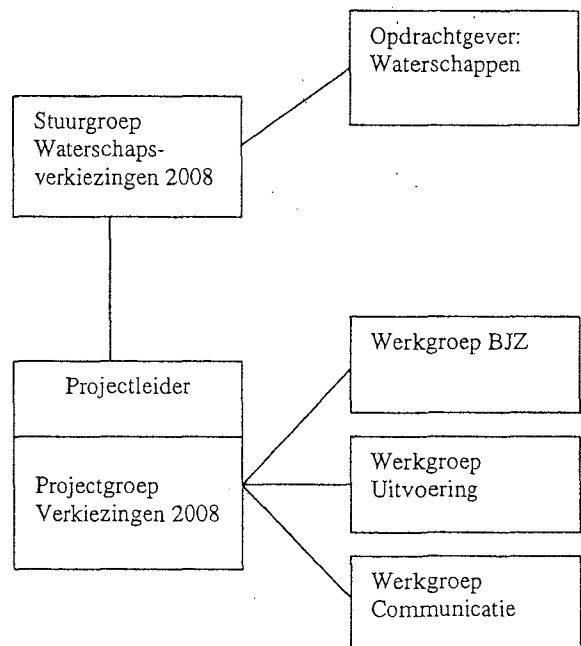 Opdrachtgever:
Waterschappen
Stuurgroep
Waterschaps-
verkiezingen 2008
Projectleider
Projectgroep
Verkiezingen 2008
Werkgroep BJZ
Werkgroep
Uitvoering
Werkgroep
Communicatie